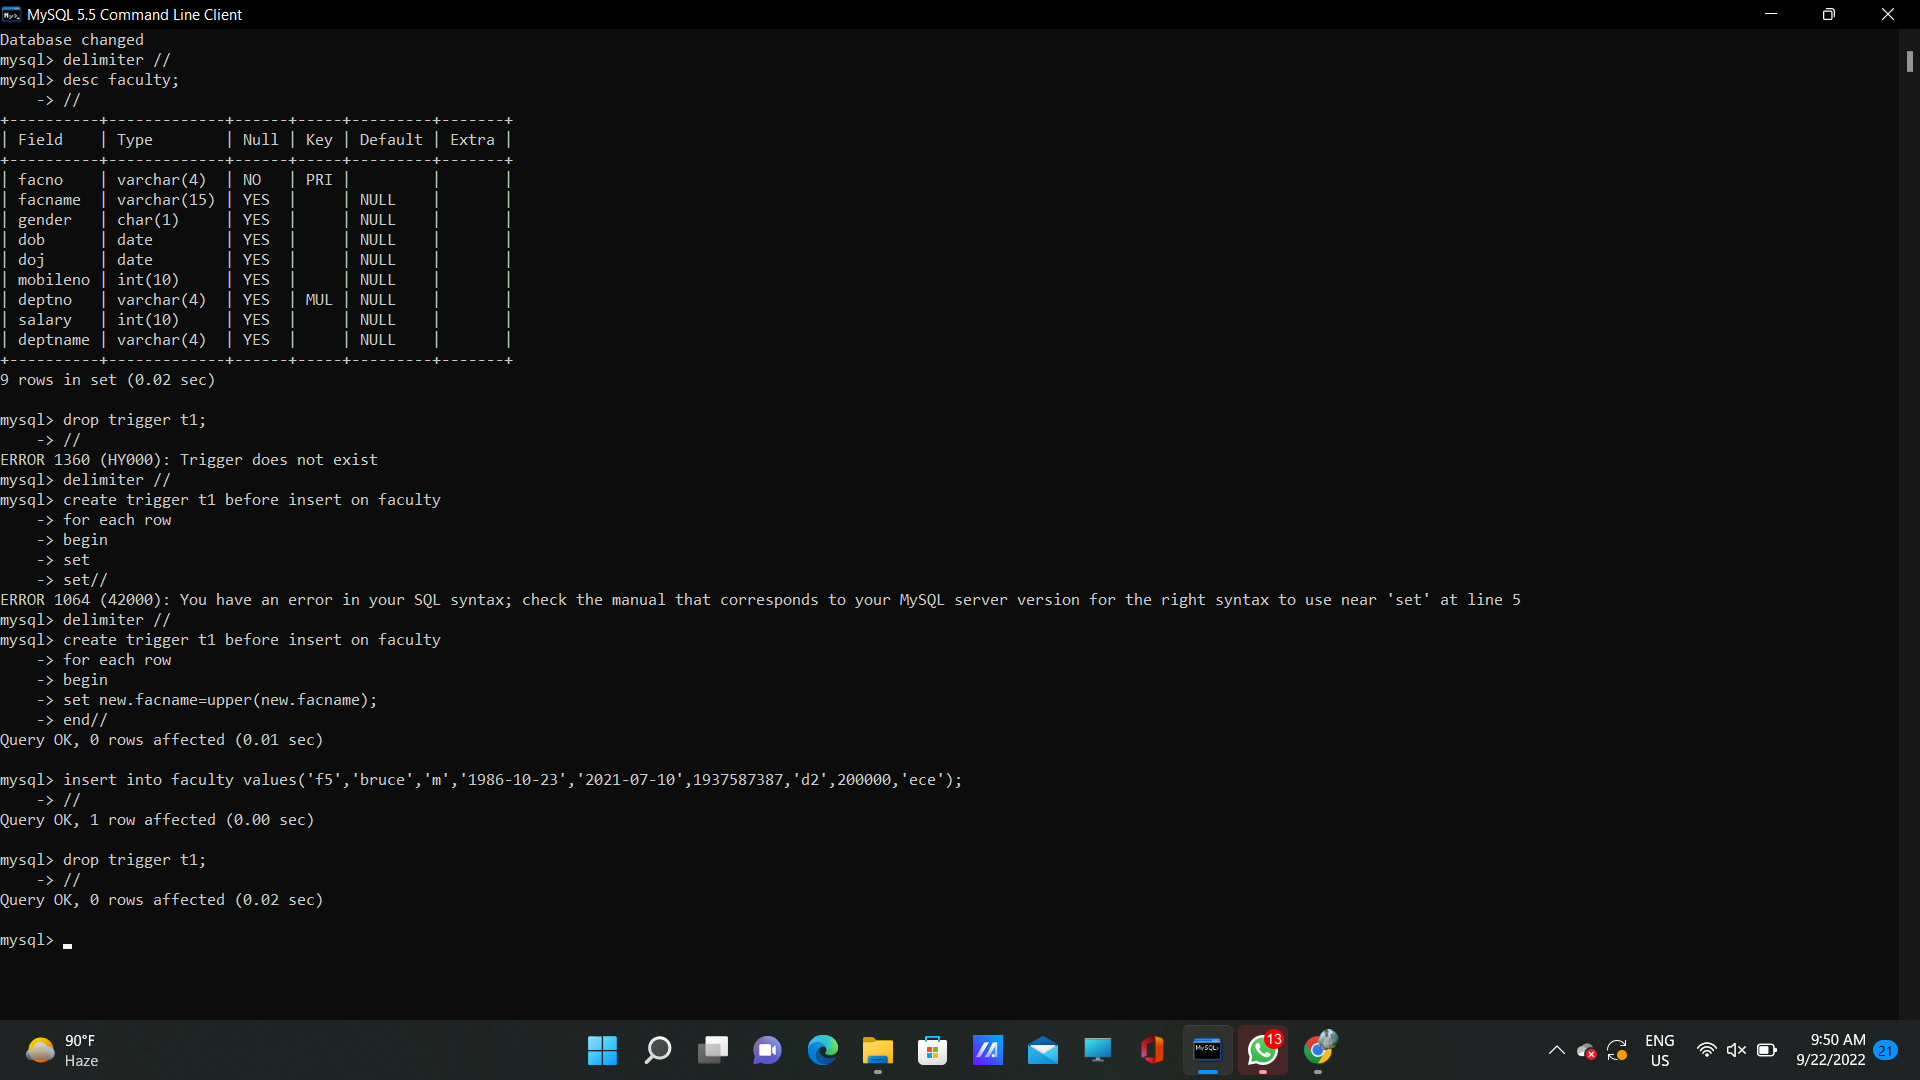 MySQL 5.5 Command Line Client
Database changed
mysql> delimiter //
mysql> desc faculty;
    -> //
+----------+-------------+------+-----+---------+-------+
| Field    | Type        | Null | Key | Default | Extra |
+----------+-------------+------+-----+---------+-------+
| facno    | varchar(4)  | NO   | PRI |         |       |
| facname  | varchar(15) | YES  |     | NULL    |       |
| gender   | char(1)     | YES  |     | NULL    |       |
| dob      | date        | YES  |     | NULL    |       |
| doj      | date        | YES  |     | NULL    |       |
| mobileno | int(10)     | YES  |     | NULL    |       |
| deptno   | varchar(4)  | YES  | MUL | NULL    |       |
| salary   | int(10)     | YES  |     | NULL    |       |
| deptname | varchar(4)  | YES  |     | NULL    |       |
+----------+-------------+------+-----+---------+-------+
9 rows in set (0.02 sec)
mysql> drop trigger t1;
    -> //
ERROR 1360 (HY000): Trigger does not exist
mysql> delimiter //
mysql> create trigger t1 before insert on faculty
    -> for each row
    -> begin
    -> set
    -> set//
ERROR 1064 (42000): You have an error in your SQL syntax; check the manual that corresponds to your MySQL server version for the right syntax to use near 'set' at line 5
mysql> delimiter //
mysql> create trigger t1 before insert on faculty
    -> for each row
    -> begin
    -> set new.facname=upper(new.facname);
    -> end//
Query OK, 0 rows affected (0.01 sec)
mysql> insert into faculty values('f5','bruce','m','1986-10-23','2021-07-10',1937587387,'d2',200000,'ece');
    -> //
Query OK, 1 row affected (0.00 sec)
mysql> drop trigger t1;
    -> //
Query OK, 0 rows affected (0.02 sec)
mysql> _
90°F
Haze
13
ENG
US
9:50 AM
9/22/2022
21